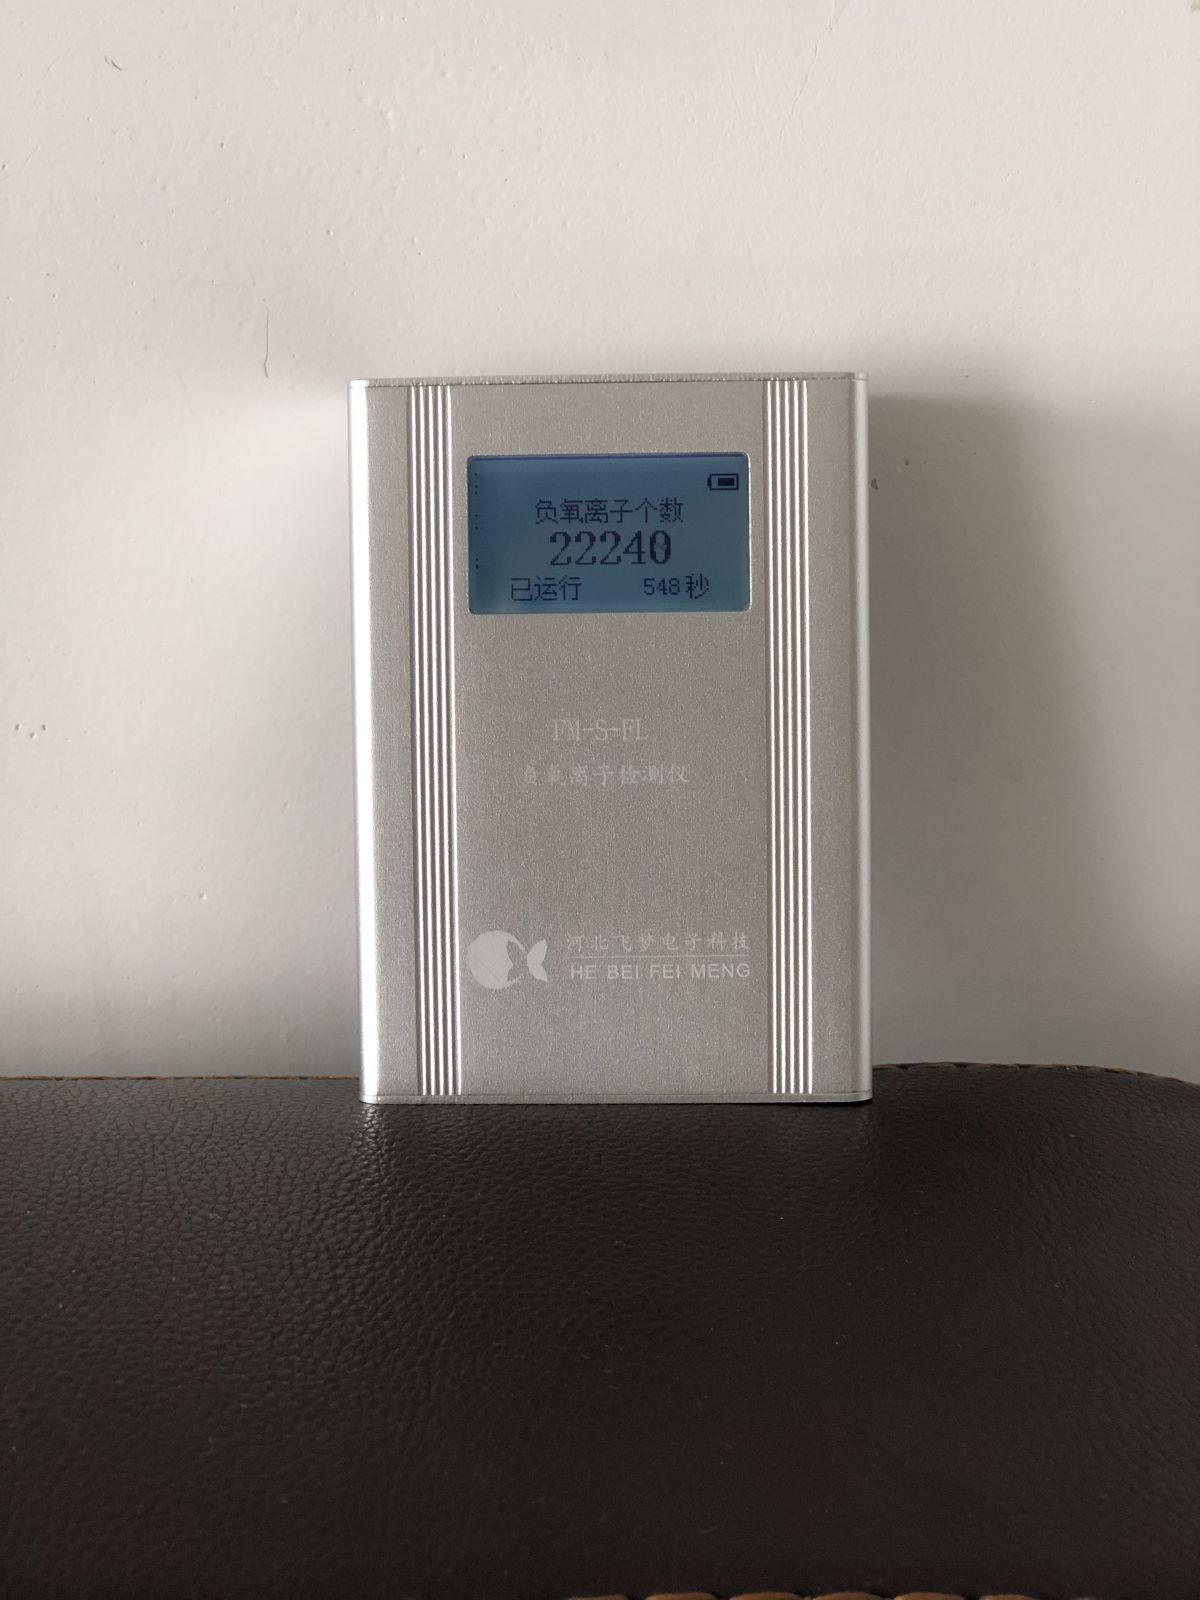 负氧离子个数
22240
已运行 548秒
FM-S-FL
负氧离子检测仪
河北飞梦电子科技
HE BEI FEI MENG